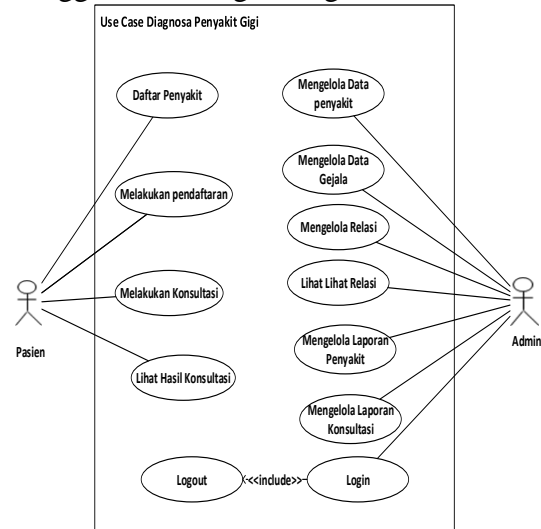 Use Case Diagnosa Penyakit Gigi
Daftar Penyakit
Melakukan pendaftaran
Melakukan Konsultasi
Lihat Hasil Konsultasi
Logout
Mengelola Data
penyakit
Mengelola Data
Gejala
Mengelola Relasi
Lihat Lihat Relasi
Mengelola Laporan
Penyakit
Mengelola Laporan
Konsultasi
<<include>>
Login
Pasien
Admin